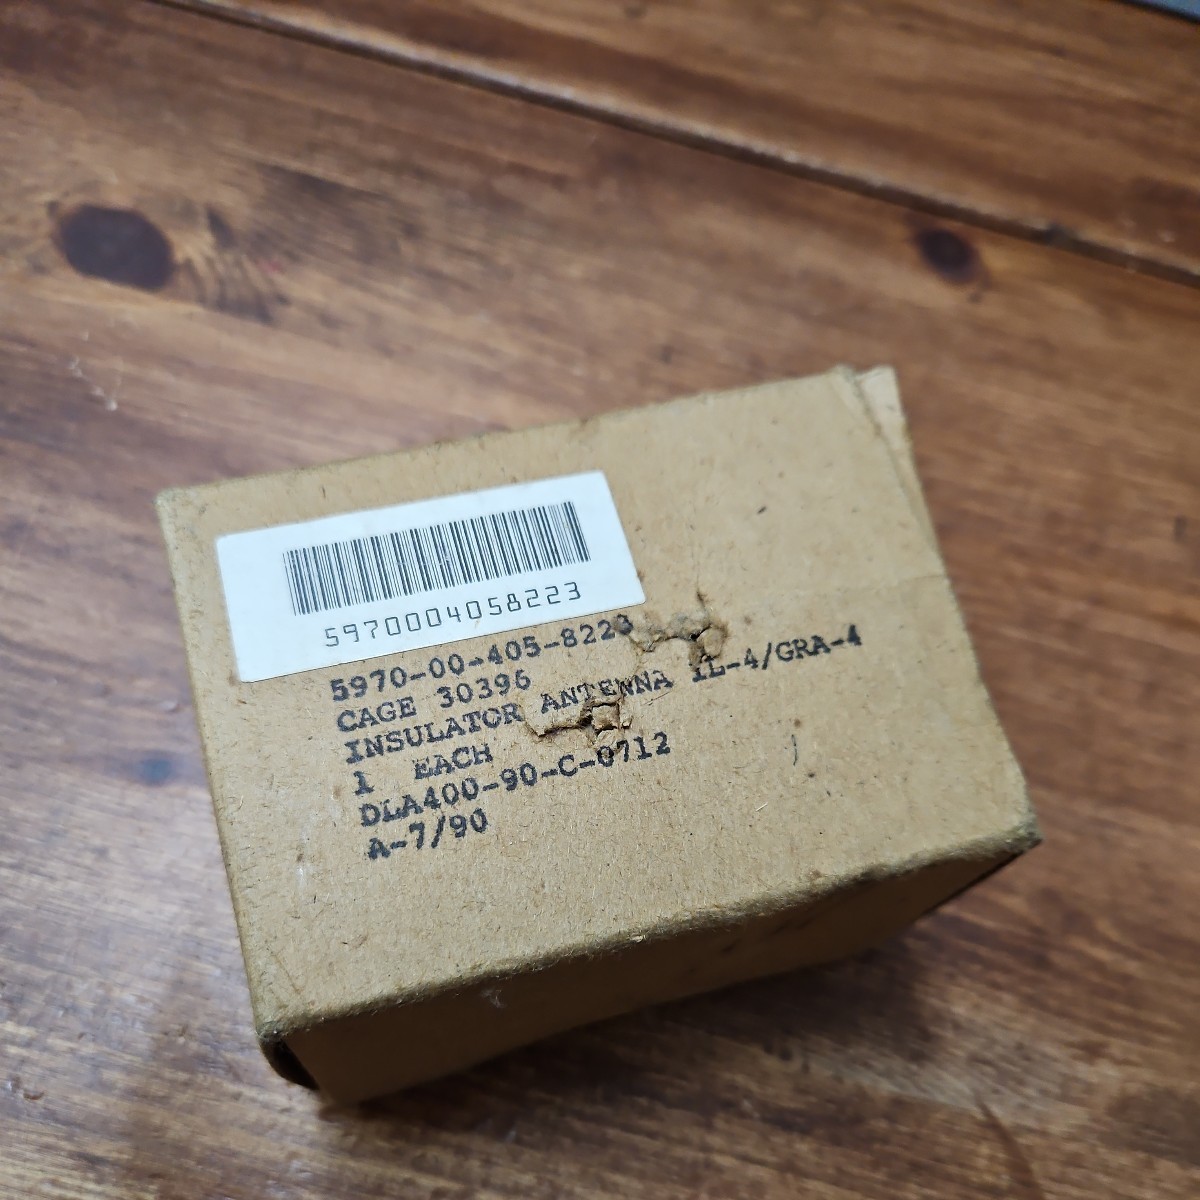 5970004058223
5970-00-405-8223
CAGE 30396
INSULATOR ANTENNA IL-4/GRA-4
1 EACH
DLA400-90-C-0712
A-7/90